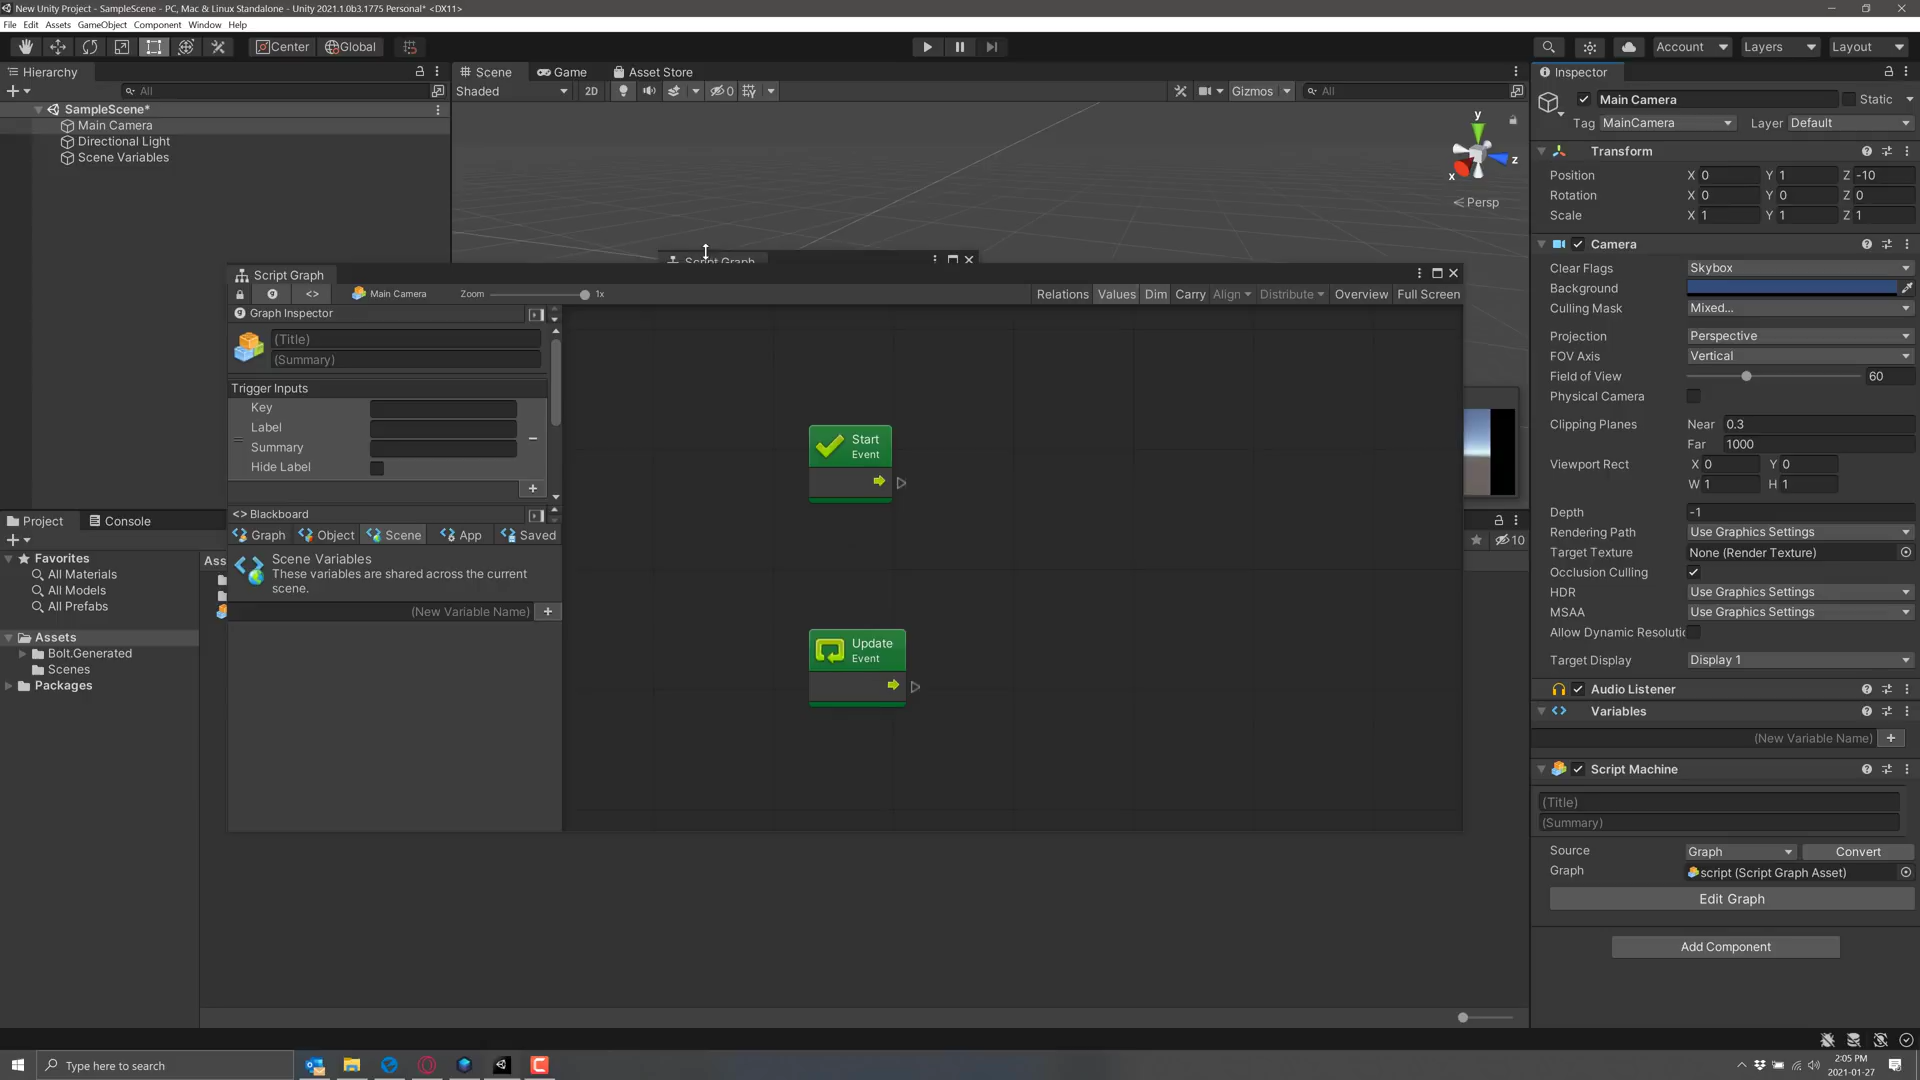 New Unity Project - SampleScene - PC, Mac & Linux Standalone - Unity 2021.1.0b3.1775 Personal* <DX11>
File Edit Assets GameObject Component Window Help
Center Global Account Layers Layout
Hierarchy
All
SampleScene*
Main Camera
Directional Light
Scene Variables
Scene Game Asset Store
Shaded 2D 0 Gizmos All
y
z
x
Persp
Script Graph
Script Graph
Main Camera Zoom 1x Relations Values Dim Carry Align Distribute Overview Full Screen
Graph Inspector
(Title)
(Summary)
Trigger Inputs
Key
Label
Summary
Hide Label
<> Blackboard
Graph Object Scene App Saved
Scene Variables
These variables are shared across the current
scene.
(New Variable Name)
Start
Event
Update
Event
Project Console
10
Favorites
All Materials
All Models
All Prefabs
Assets
Bolt.Generated
Scenes
Packages
Ass
Inspector
Main Camera Static
Tag MainCamera Layer Default
Transform
Position X 0 Y 1 Z -10
Rotation X 0 Y 0 Z 0
Scale X 1 Y 1 Z 1
Camera
Clear Flags Skybox
Background
Culling Mask Mixed...
Projection Perspective
FOV Axis Vertical
Field of View 60
Physical Camera
Clipping Planes Near 0.3
Far 1000
Viewport Rect X 0 Y 0
W 1 H 1
Depth -1
Rendering Path Use Graphics Settings
Target Texture None (Render Texture)
Occlusion Culling
HDR Use Graphics Settings
MSAA Use Graphics Settings
Allow Dynamic Resolutic
Target Display Display 1
Audio Listener
Variables
(New Variable Name)
Script Machine
(Title)
(Summary)
Source Graph Convert
Graph script (Script Graph Asset)
Edit Graph
Add Component
Type here to search
2:05 PM
2021-01-27